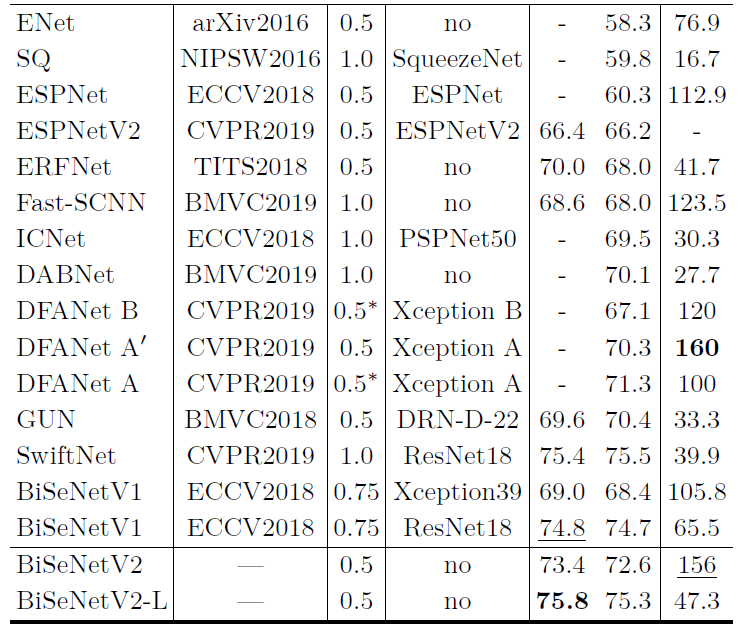 ENet arXiv2016 0.5 no - 58.3 76.9
SQ NIPSW2016 1.0 SqueezeNet - 59.8 16.7
ESPNet ECCV2018 0.5 ESPNet - 60.3 112.9
ESPNetV2 CVPR2019 0.5 ESPNetV2 66.4 66.2 -
ERFNet TITS2018 0.5 no 70.0 68.0 41.7
Fast-SCNN BMVC2019 1.0 no 68.6 68.0 123.5
ICNet ECCV2018 1.0 PSPNet50 - 69.5 30.3
DABNet BMVC2019 1.0 no - 70.1 27.7
DFANet B CVPR2019 0.5* Xception B - 67.1 120
DFANet A′ CVPR2019 0.5 Xception A - 70.3 160
DFANet A CVPR2019 0.5* Xception A - 71.3 100
GUN BMVC2018 0.5 DRN-D-22 69.6 70.4 33.3
SwiftNet CVPR2019 1.0 ResNet18 75.4 75.5 39.9
BiSeNetV1 ECCV2018 0.75 Xception39 69.0 68.4 105.8
BiSeNetV1 ECCV2018 0.75 ResNet18 74.8 74.7 65.5
BiSeNetV2 — 0.5 no 73.4 72.6 156
BiSeNetV2-L — 0.5 no 75.8 75.3 47.3